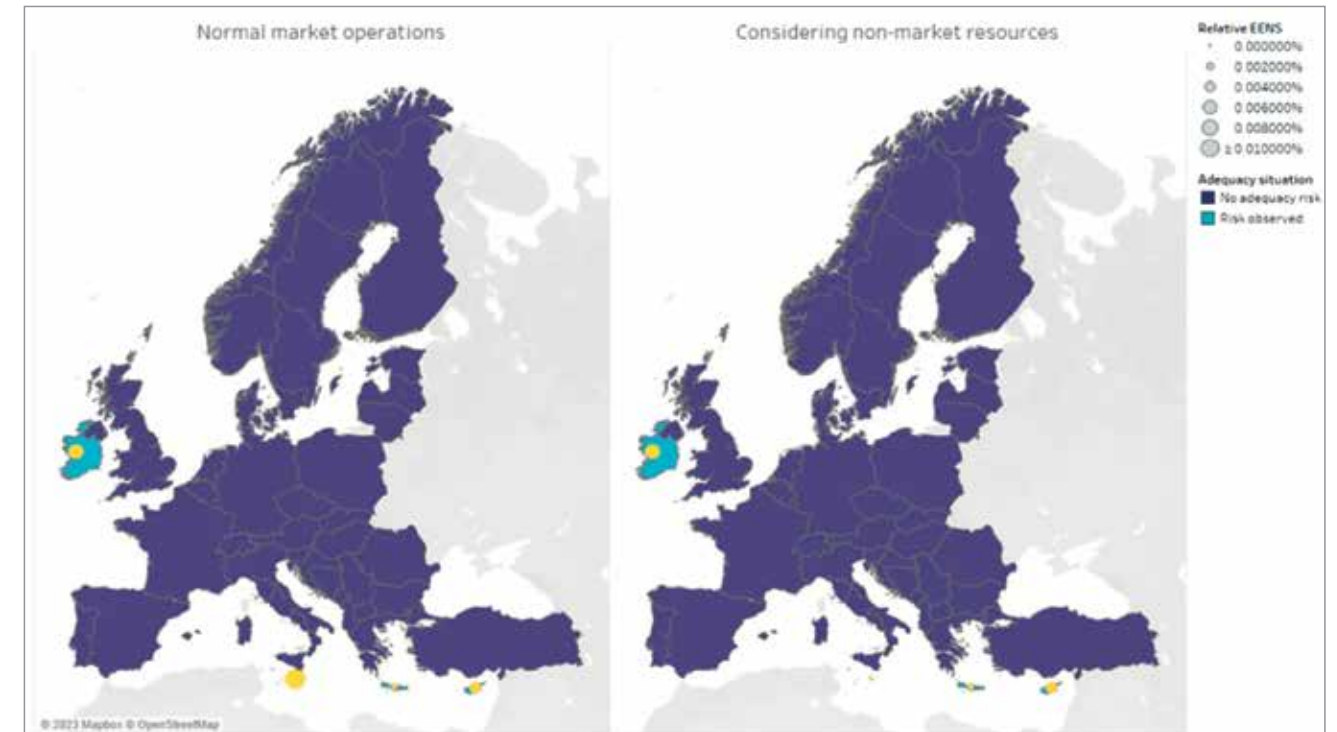 Normal market operations
Considering non-market resources
Relative EENS
0.000000%
0.002000%
0.004000%
0.006000%
0.008000%
≥ 0.010000%
Adequacy situation
No adequacy risk
Risk observed
© 2023 Mapbox © OpenStreetMap